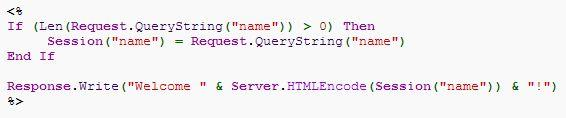 <%
If (Len(Request.QueryString("name")) > 0) Then
Session("name") = Request.QueryString("name")
End If
Response.Write("Welcome " & Server.HTMLEncode(Session("name")) & "!")
%>